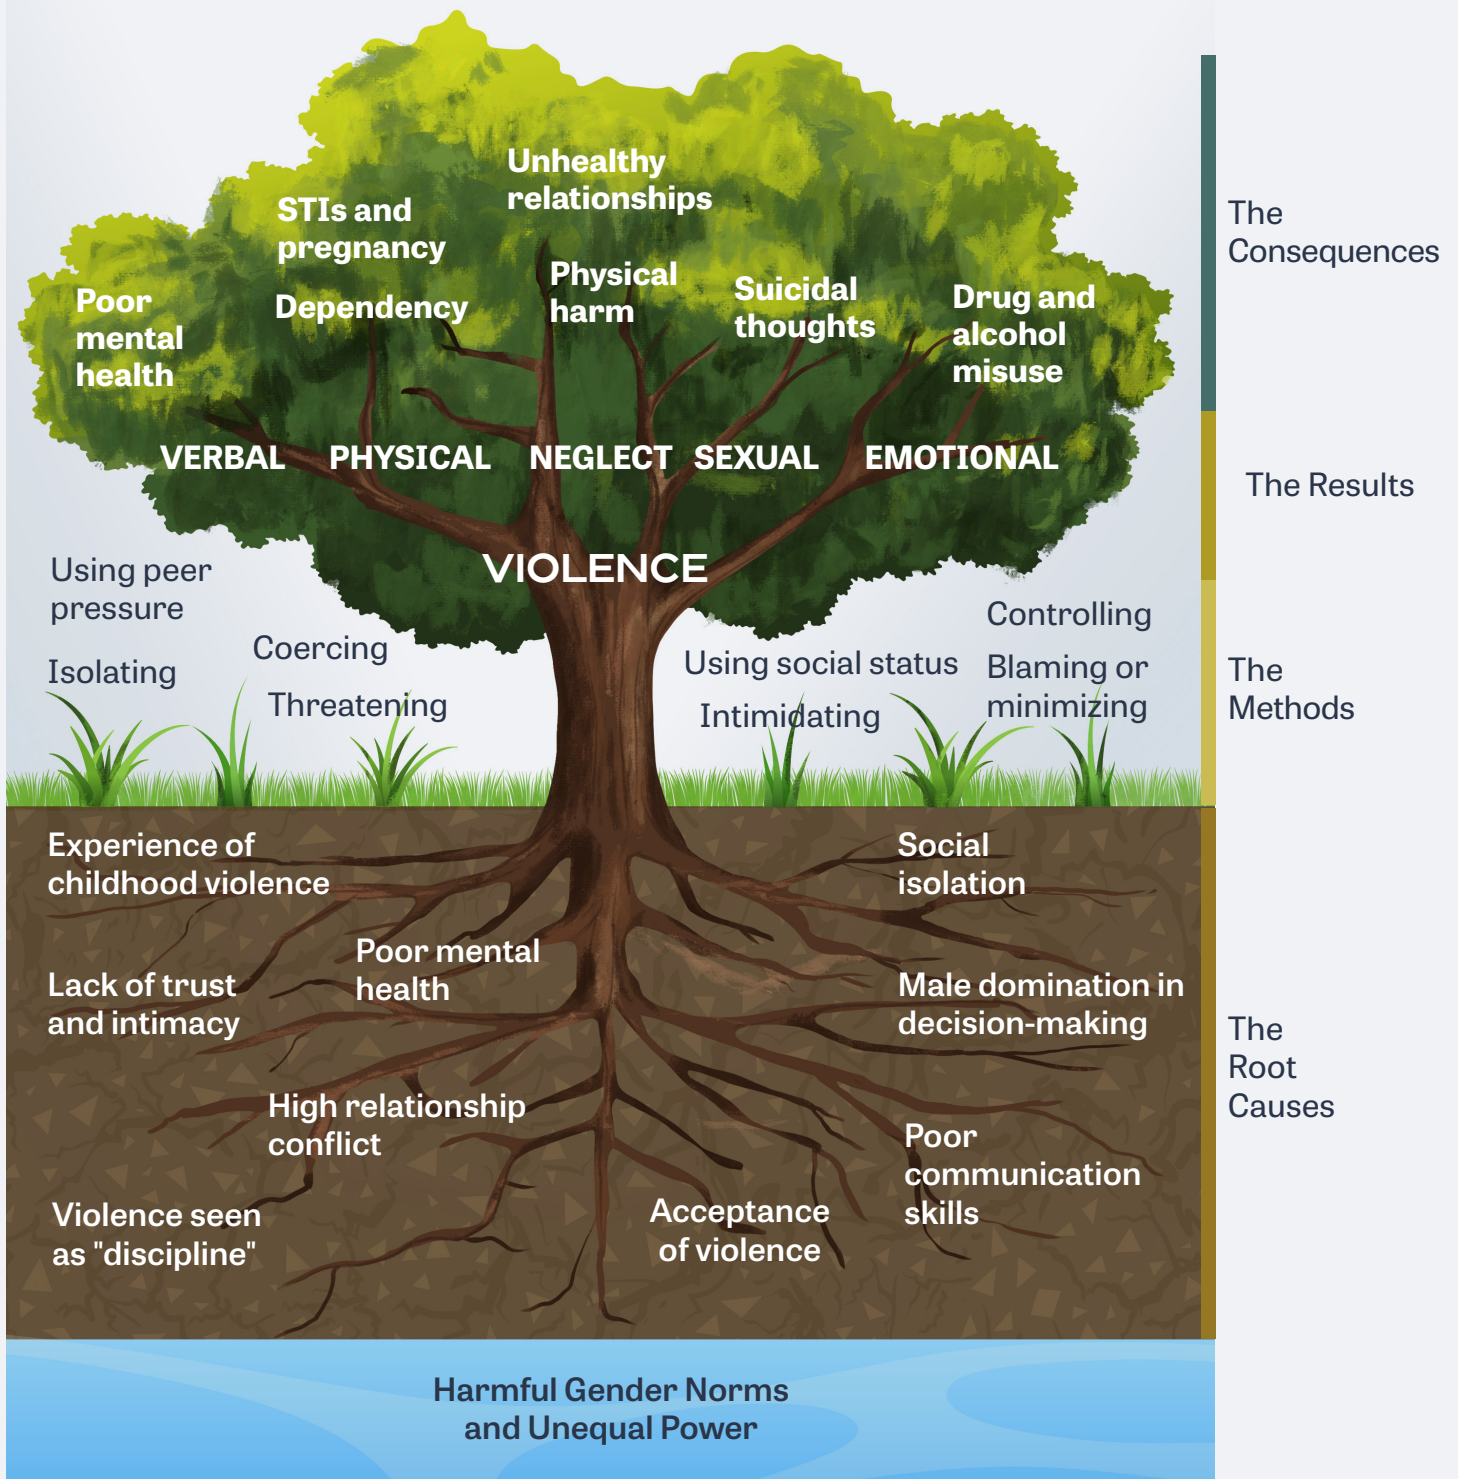 Unhealthy
relationships
STIs and
pregnancy
Physical
harm
Suicidal
thoughts
Drug and
alcohol
misuse
Poor
mental
health
Dependency
The
Consequences
VERBAL PHYSICAL NEGLECT SEXUAL EMOTIONAL
The Results
VIOLENCE
Using peer
pressure
Isolating
Coercing
Threatening
Using social status
Intimidating
Controlling
Blaming or
minimizing
The
Methods
Experience of
childhood violence
Social
isolation
Poor mental
health
Lack of trust
and intimacy
Male domination in
decision-making
The
Root
Causes
High relationship
conflict
Poor
communication
skills
Violence seen
as "discipline"
Acceptance
of violence
Harmful Gender Norms
and Unequal Power